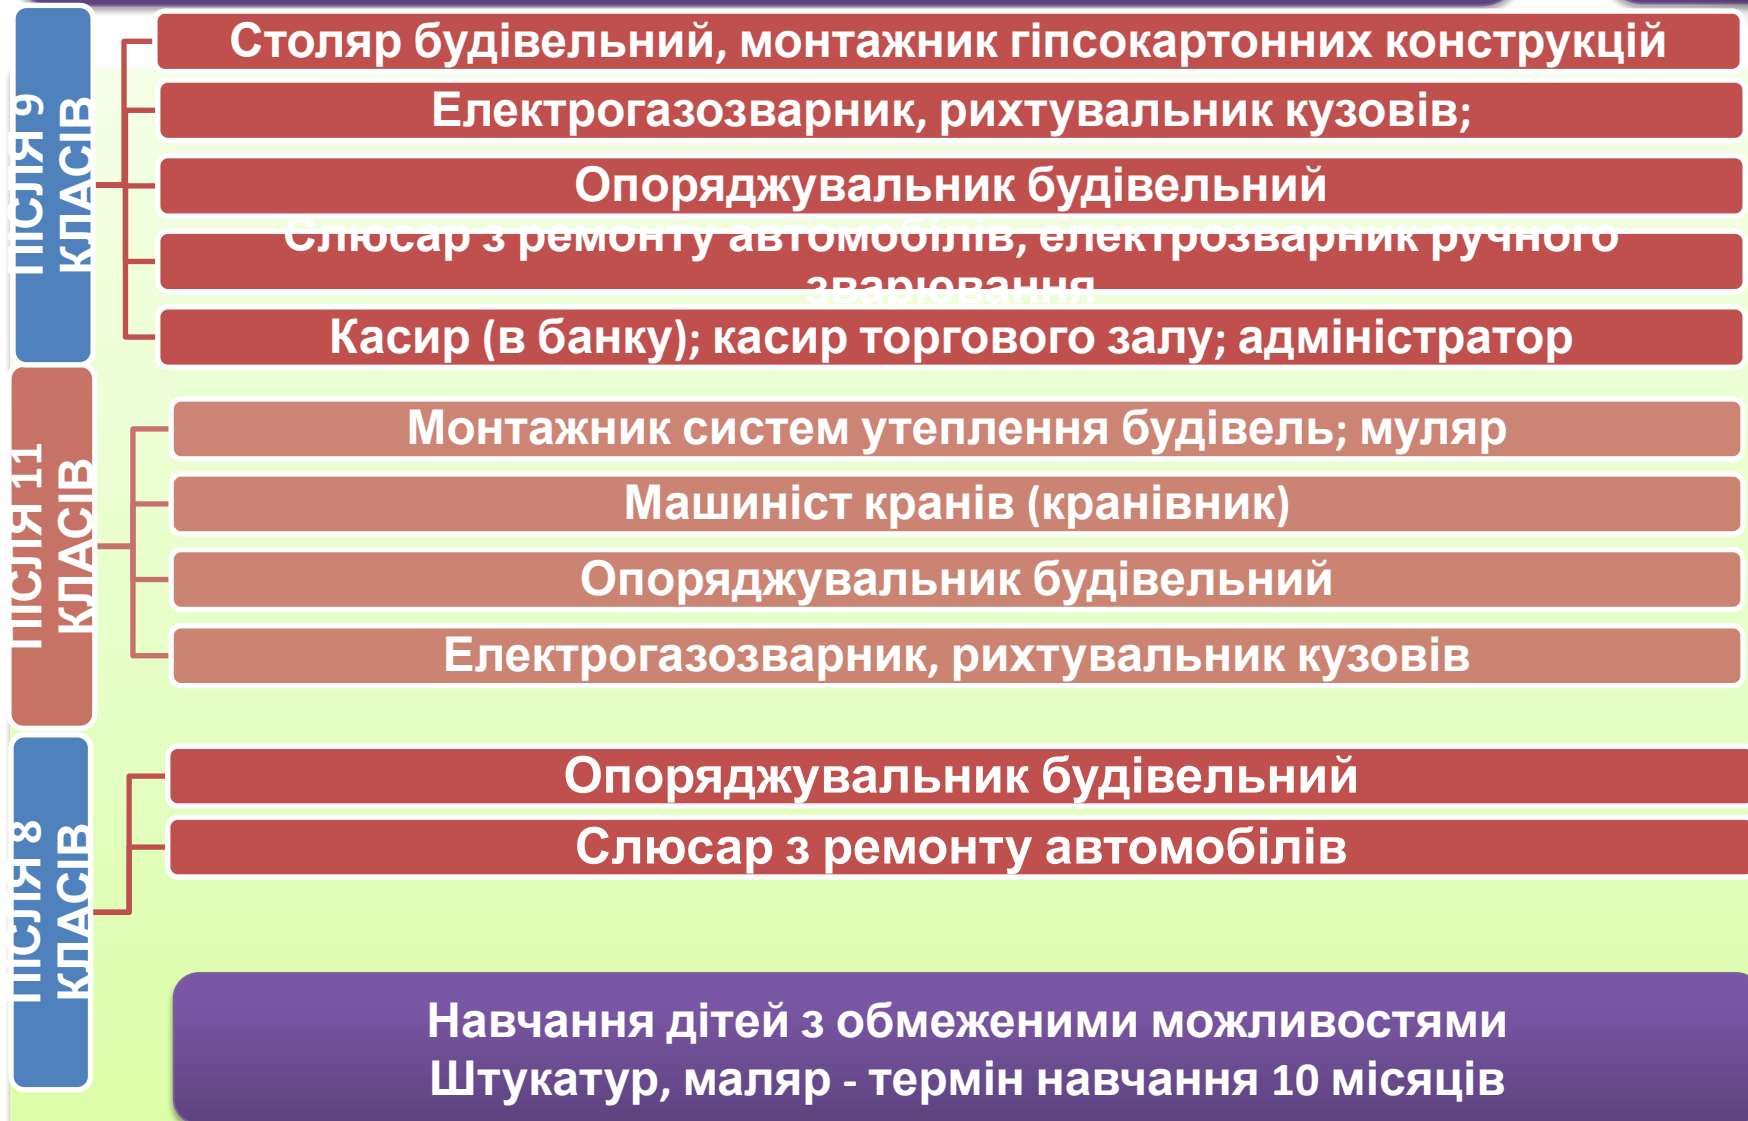 ПІСЛЯ 9
КЛАСІВ
Столяр будівельний, монтажник гіпсокартонних конструкцій
Електрогазозварник, рихтувальник кузовів;
Опоряджувальник будівельний
Слюсар з ремонту автомобілів, електрозварник ручного
зварювання
Касир (в банку); касир торгового залу; адміністратор
ПІСЛЯ 11
КЛАСІВ
Монтажник систем утеплення будівель; муляр
Машиніст кранів (кранівник)
Опоряджувальник будівельний
Електрогазозварник, рихтувальник кузовів
ПІСЛЯ 8
КЛАСІВ
Опоряджувальник будівельний
Слюсар з ремонту автомобілів
Навчання дітей з обмеженими можливостями
Штукатур, маляр - термін навчання 10 місяців